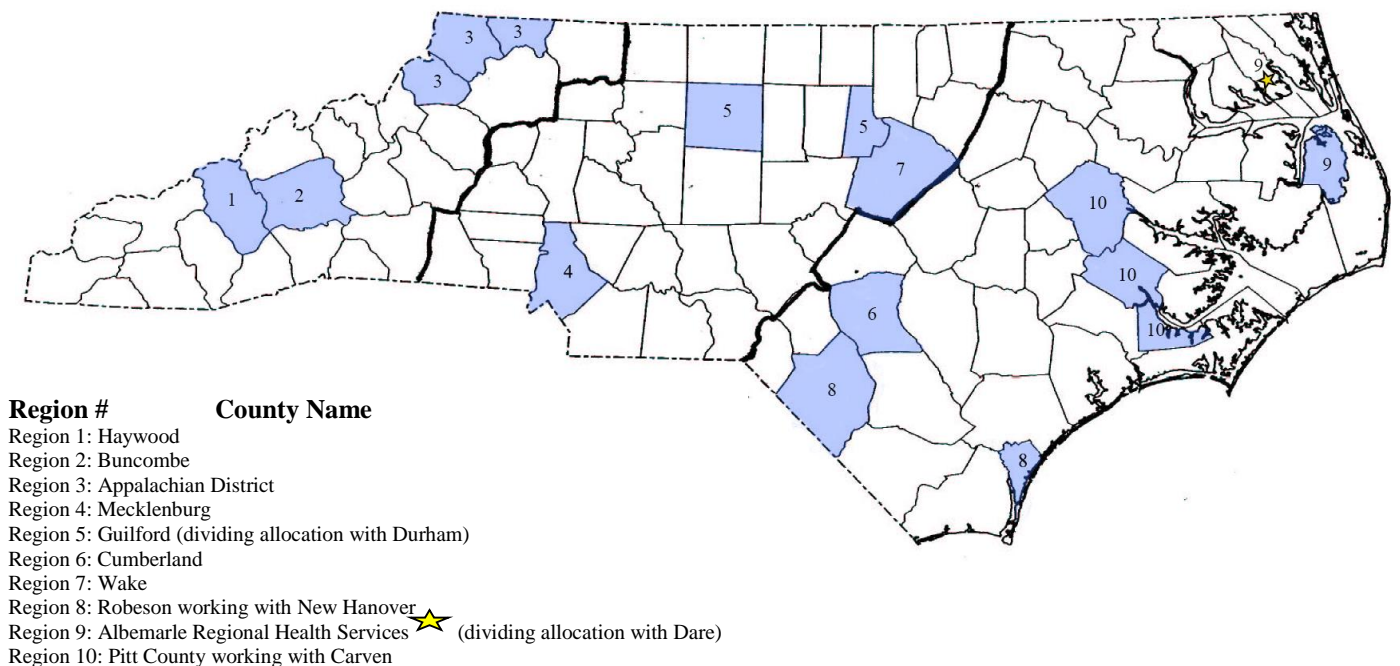 3
3
3
9
5
5
7
9
1
2
10
4
10
6
10
8
8
Region # County Name
Region 1: Haywood
Region 2: Buncombe
Region 3: Appalachian District
Region 4: Mecklenburg
Region 5: Guilford (dividing allocation with Durham)
Region 6: Cumberland
Region 7: Wake
Region 8: Robeson working with New Hanover
Region 9: Albemarle Regional Health Services (dividing allocation with Dare)
Region 10: Pitt County working with Carven